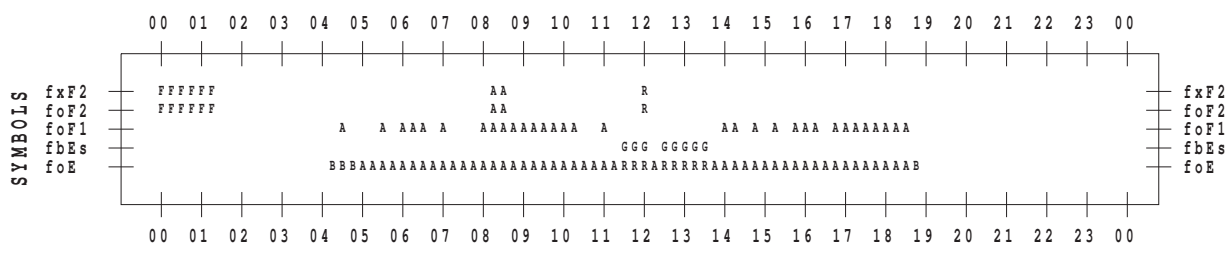 00 01 02 03 04 05 06 07 08 09 10 11 12 13 14 15 16 17 18 19 20 21 22 23 00
SYMBOLS
fxF2 FFFFFF AA R fxF2
foF2 FFFFFF AA R foF2
foF1 A A AAA A AAAAAAAAAA A AA A A AAA AAAAAAAA foF1
fbEs GGG GGGGG fbEs
foE BBBAAAAAAAAAAAAAAAAAAAAAAAAAARRRARRRRRAAAAAAAAAAAAAAAAAAAAB foE
00 01 02 03 04 05 06 07 08 09 10 11 12 13 14 15 16 17 18 19 20 21 22 23 00